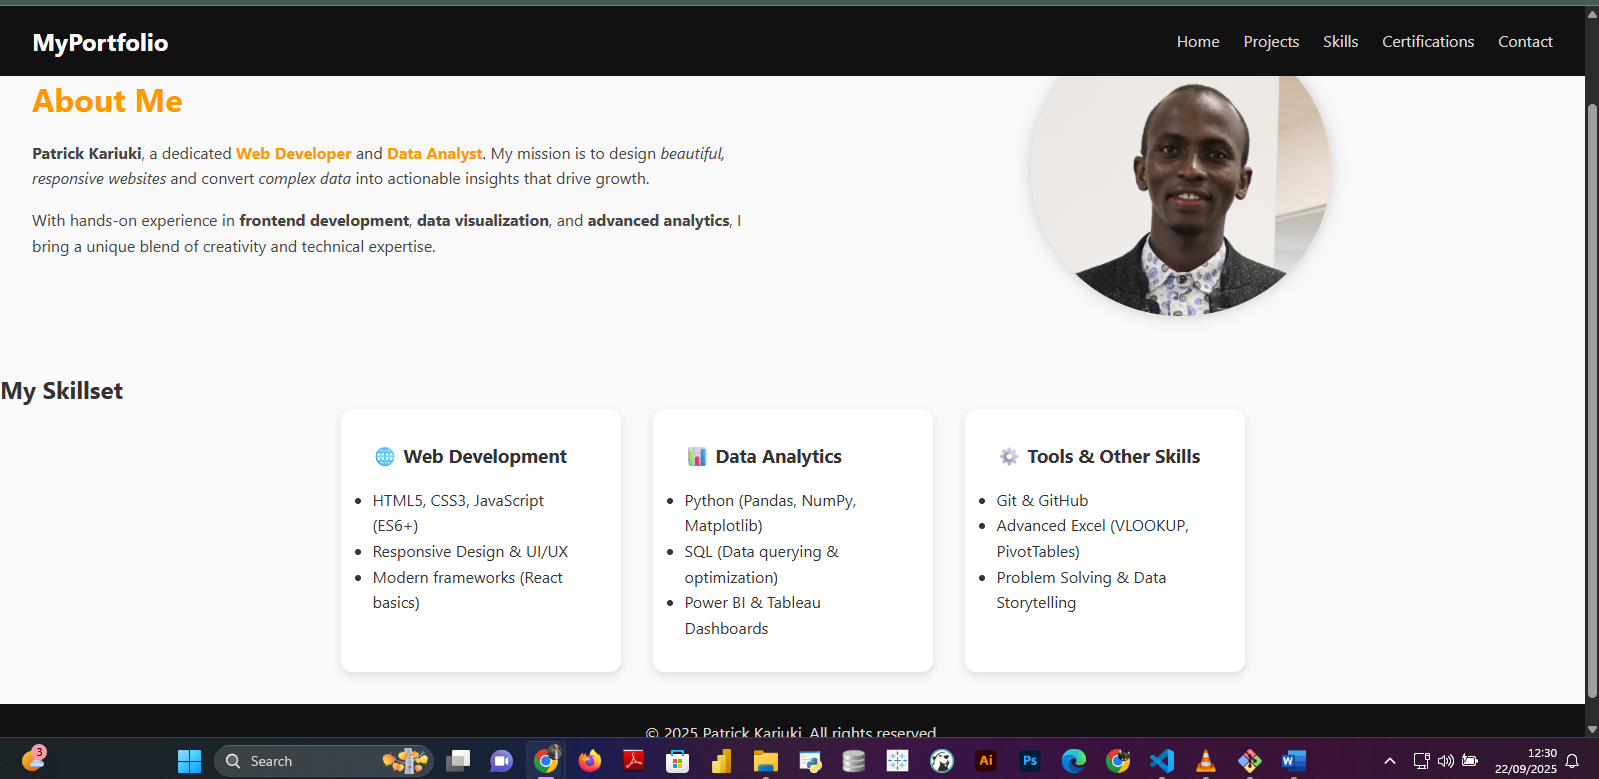 MyPortfolio
Home Projects Skills Certifications Contact
About Me
Patrick Kariuki, a dedicated Web Developer and Data Analyst. My mission is to design beautiful,
responsive websites and convert complex data into actionable insights that drive growth.
With hands-on experience in frontend development, data visualization, and advanced analytics, I
bring a unique blend of creativity and technical expertise.
My Skillset
Web Development
HTML5, CSS3, JavaScript
(ES6+)
Responsive Design & UI/UX
Modern frameworks (React
basics)
Data Analytics
Python (Pandas, NumPy,
Matplotlib)
SQL (Data querying &
optimization)
Power BI & Tableau
Dashboards
Tools & Other Skills
Git & GitHub
Advanced Excel (VLOOKUP,
PivotTables)
Problem Solving & Data
Storytelling
© 2025 Patrick Kariuki. All rights reserved
3
Search
Ai
Ps
W
12:30
22/09/2025